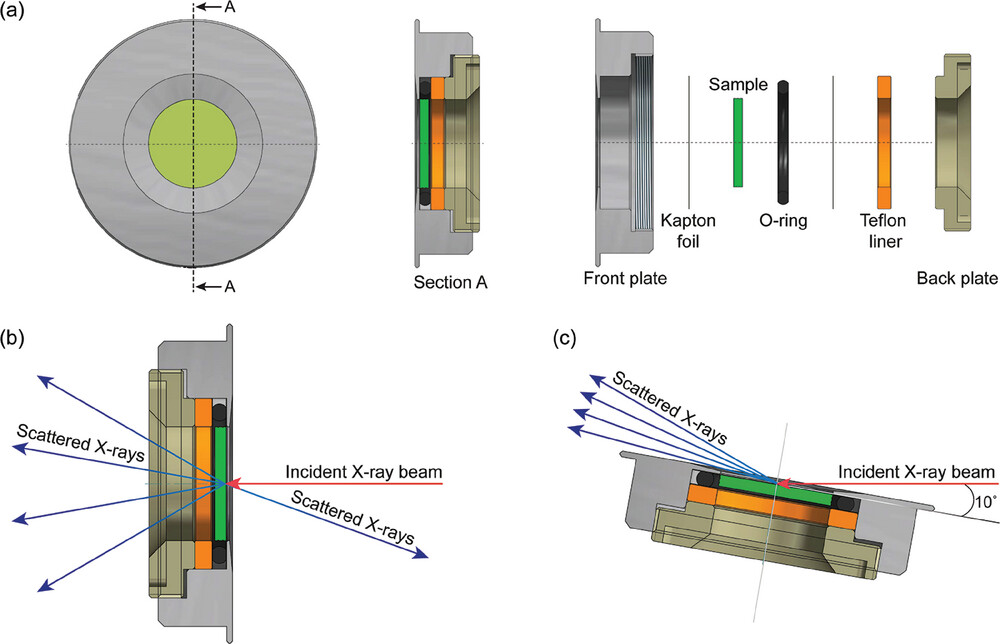 (a)
A
A
Section A
Sample
Kapton
foil
O-ring
Teflon
liner
Front plate
Back plate
(b)
Scattered X-rays
Incident X-ray beam
Scattered X-rays
(c)
Scattered X-rays
Incident X-ray beam
10°